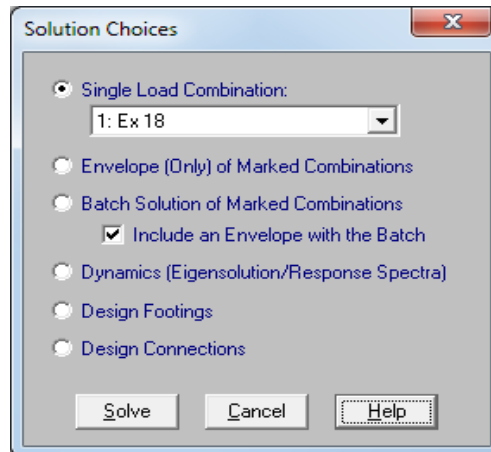 Solution Choices
Single Load Combination:
1: Ex 18
Envelope (Only) of Marked Combinations
Batch Solution of Marked Combinations
Include an Envelope with the Batch
Dynamics (Eigensolution/Response Spectra)
Design Footings
Design Connections
Solve Cancel Help